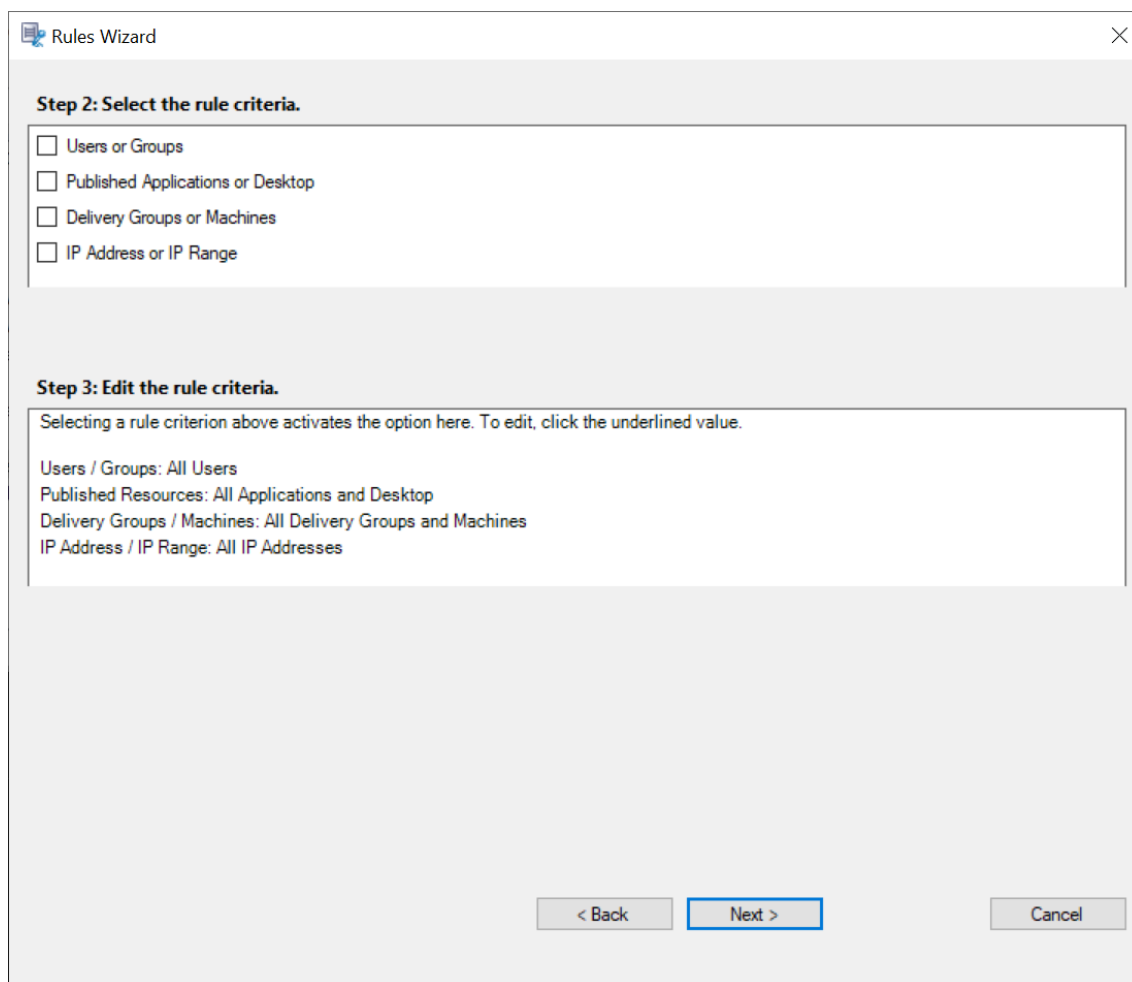 Rules Wizard
Step 2: Select the rule criteria.
Users or Groups
Published Applications or Desktop
Delivery Groups or Machines
IP Address or IP Range
Step 3: Edit the rule criteria.
Selecting a rule criterion above activates the option here. To edit, click the underlined value.
Users / Groups: All Users
Published Resources: All Applications and Desktop
Delivery Groups / Machines: All Delivery Groups and Machines
IP Address / IP Range: All IP Addresses
< Back
Next >
Cancel